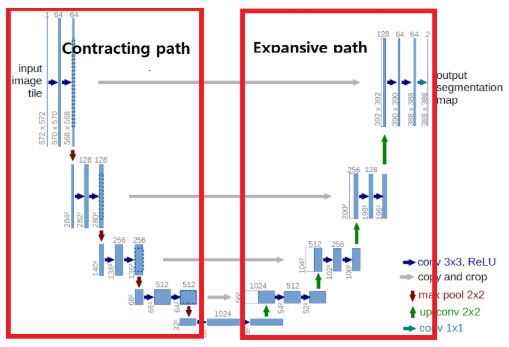 1 64 64
128 64 64 2
Contracting path
Expansive path
input
image
tile
output
segmentation
map
572 x 572
570 x 570
568 x 568
392 x 392
390 x 390
388 x 388
388 x 388
128 128
256 128
284²
282²
280²
200²
198²
196²
256 256
512 256
140²
138²
136²
104²
102²
100²
512 512
1024 512
68²
66²
64²
54²
52²
1024
32²
conv 3x3, ReLU
copy and crop
max pool 2x2
up-conv 2x2
conv 1x1